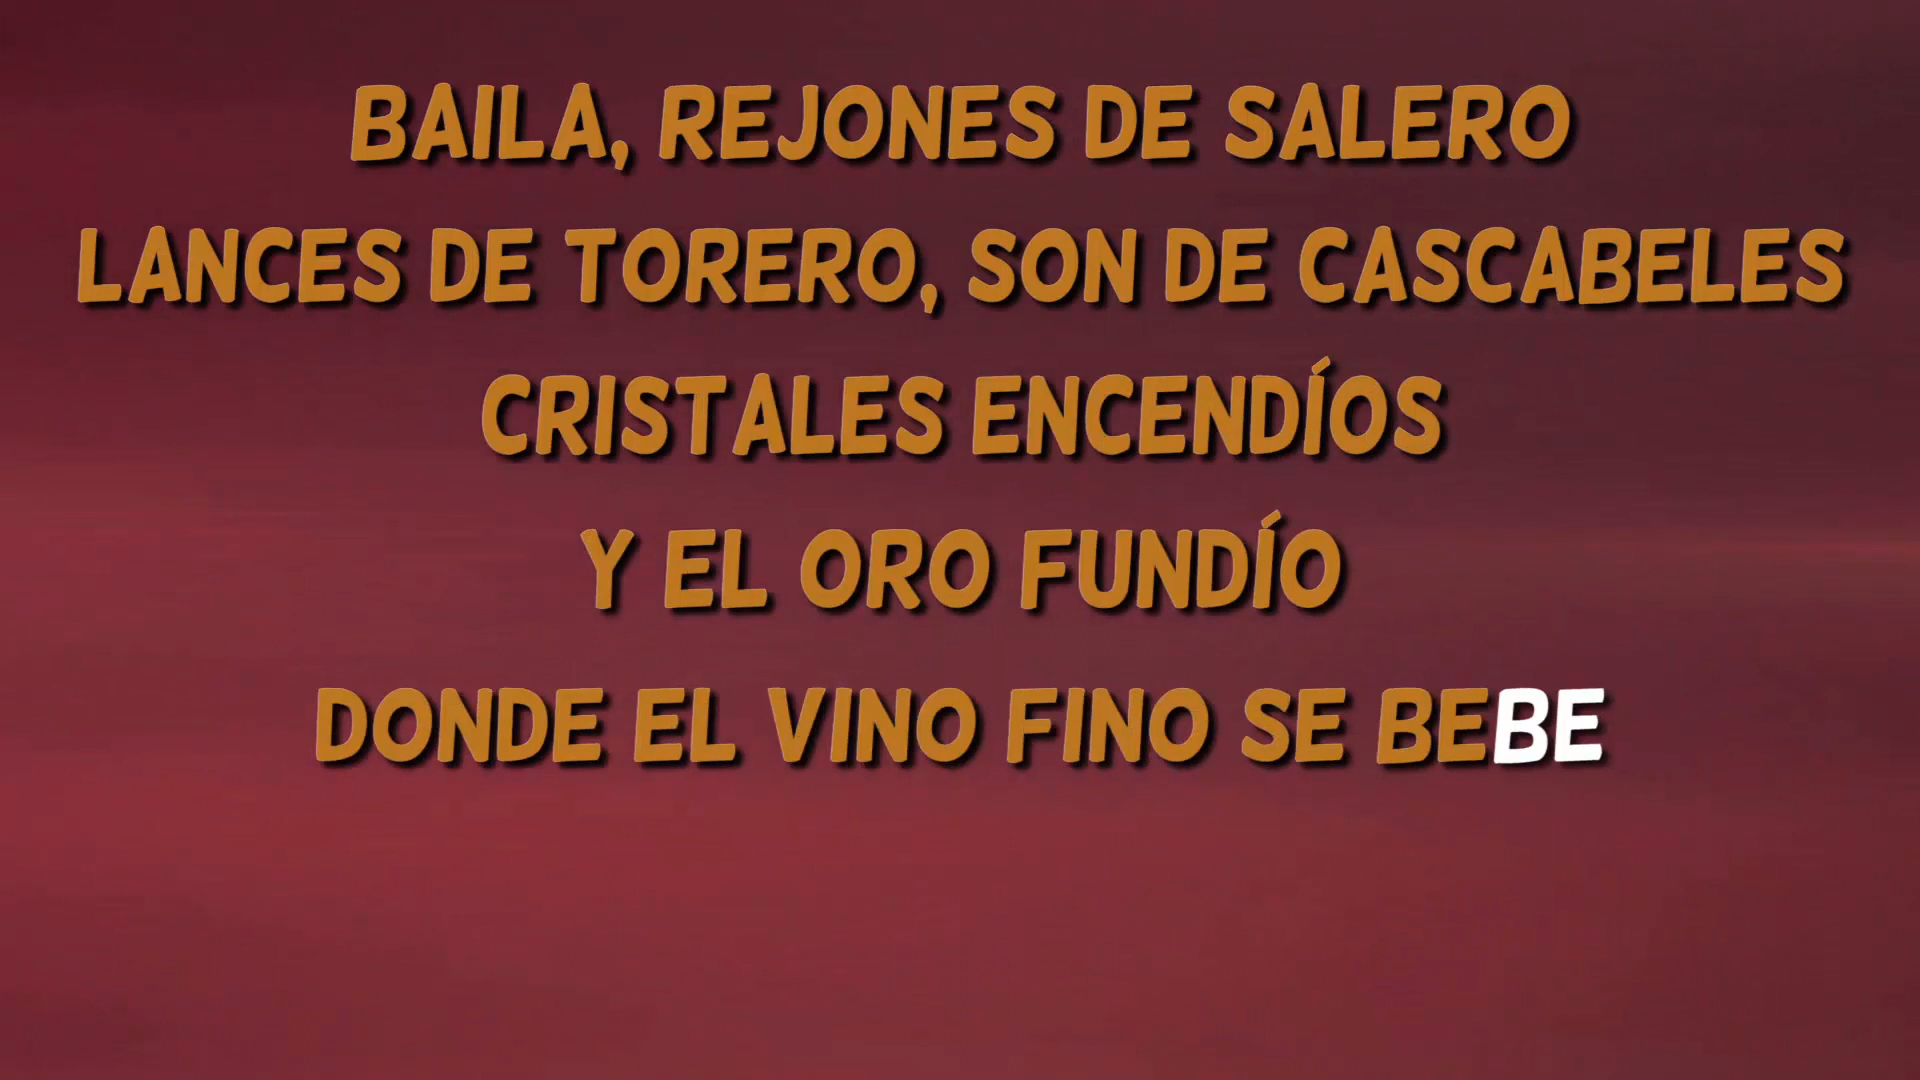 BAILA, REJONES DE SALERO
LANCES DE TORERO, SON DE CASCABELES
CRISTALES ENCENDÍOS
Y EL ORO FUNDÍO
DONDE EL VINO FINO SE BEBE